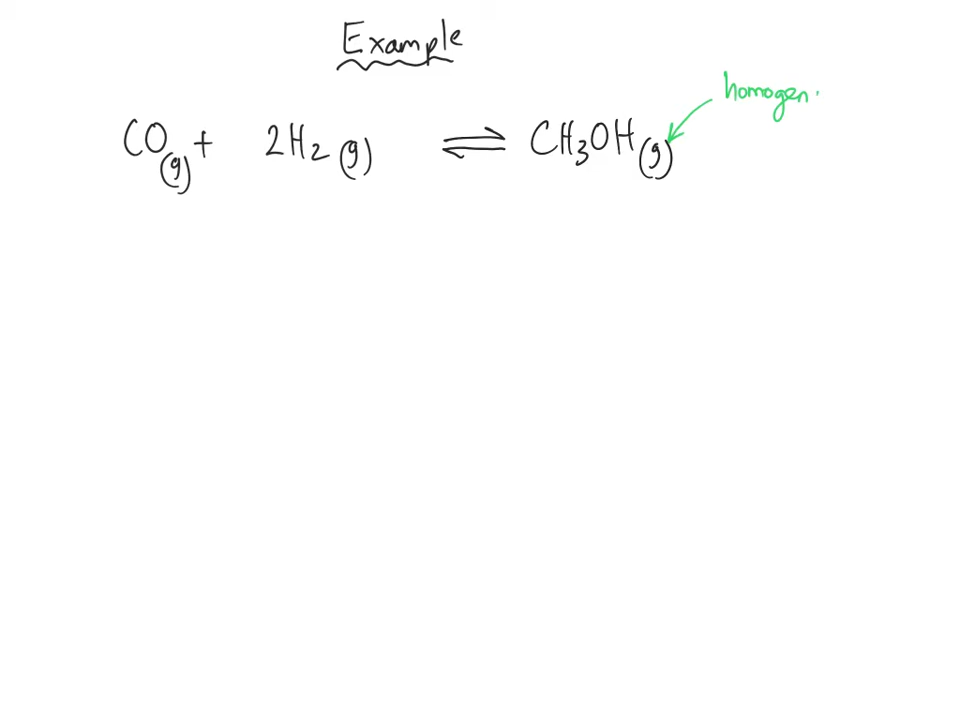 Example
homogen.
CO(g) + 2H2(g) ⇌ CH3OH(g)